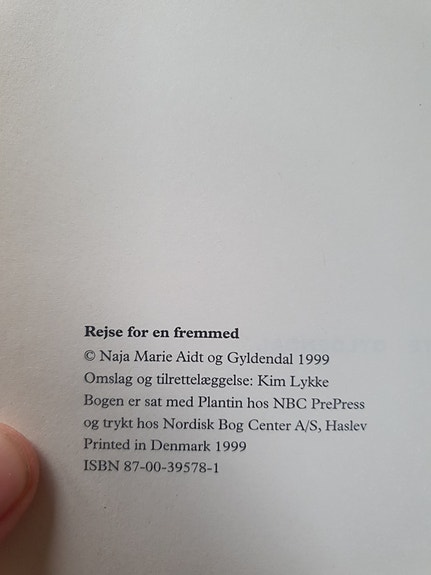 Rejse for en fremmed
© Naja Marie Aidt og Gyldendal 1999
Omslag og tilrettelæggelse: Kim Lykke
Bogen er sat med Plantin hos NBC PrePress
og trykt hos Nordisk Bog Center A/S, Haslev
Printed in Denmark 1999
ISBN 87-00-39578-1